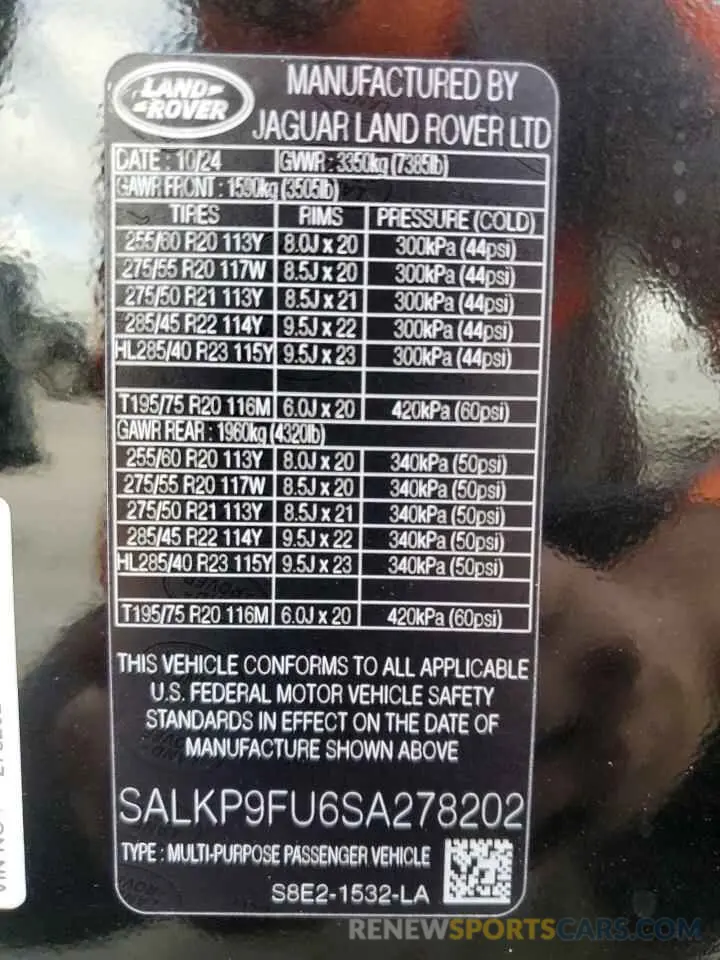 LAND ROVER
MANUFACTURED BY
JAGUAR LAND ROVER LTD
DATE : 10/24 GVWR : 3350kg (7385lb)
GAWR FRONT : 1590kg (3505lb)
TIRES RIMS PRESSURE (COLD)
255/60 R20 113Y 8.0J x 20 300kPa (44psi)
275/55 R20 117W 8.5J x 20 300kPa (44psi)
275/50 R21 113Y 8.5J x 21 300kPa (44psi)
285/45 R22 114Y 9.5J x 22 300kPa (44psi)
HL285/40 R23 115Y 9.5J x 23 300kPa (44psi)
T195/75 R20 116M 6.0J x 20 420kPa (60psi)
GAWR REAR : 1960kg (4320lb)
255/60 R20 113Y 8.0J x 20 340kPa (50psi)
275/55 R20 117W 8.5J x 20 340kPa (50psi)
275/50 R21 113Y 8.5J x 21 340kPa (50psi)
285/45 R22 114Y 9.5J x 22 340kPa (50psi)
HL285/40 R23 115Y 9.5J x 23 340kPa (50psi)
T195/75 R20 116M 6.0J x 20 420kPa (60psi)
THIS VEHICLE CONFORMS TO ALL APPLICABLE
U.S. FEDERAL MOTOR VEHICLE SAFETY
STANDARDS IN EFFECT ON THE DATE OF
MANUFACTURE SHOWN ABOVE
SALKP9FU6SA278202
TYPE : MULTI-PURPOSE PASSENGER VEHICLE
S8E2-1532-LA
RENEWSPORTSCARS.COM